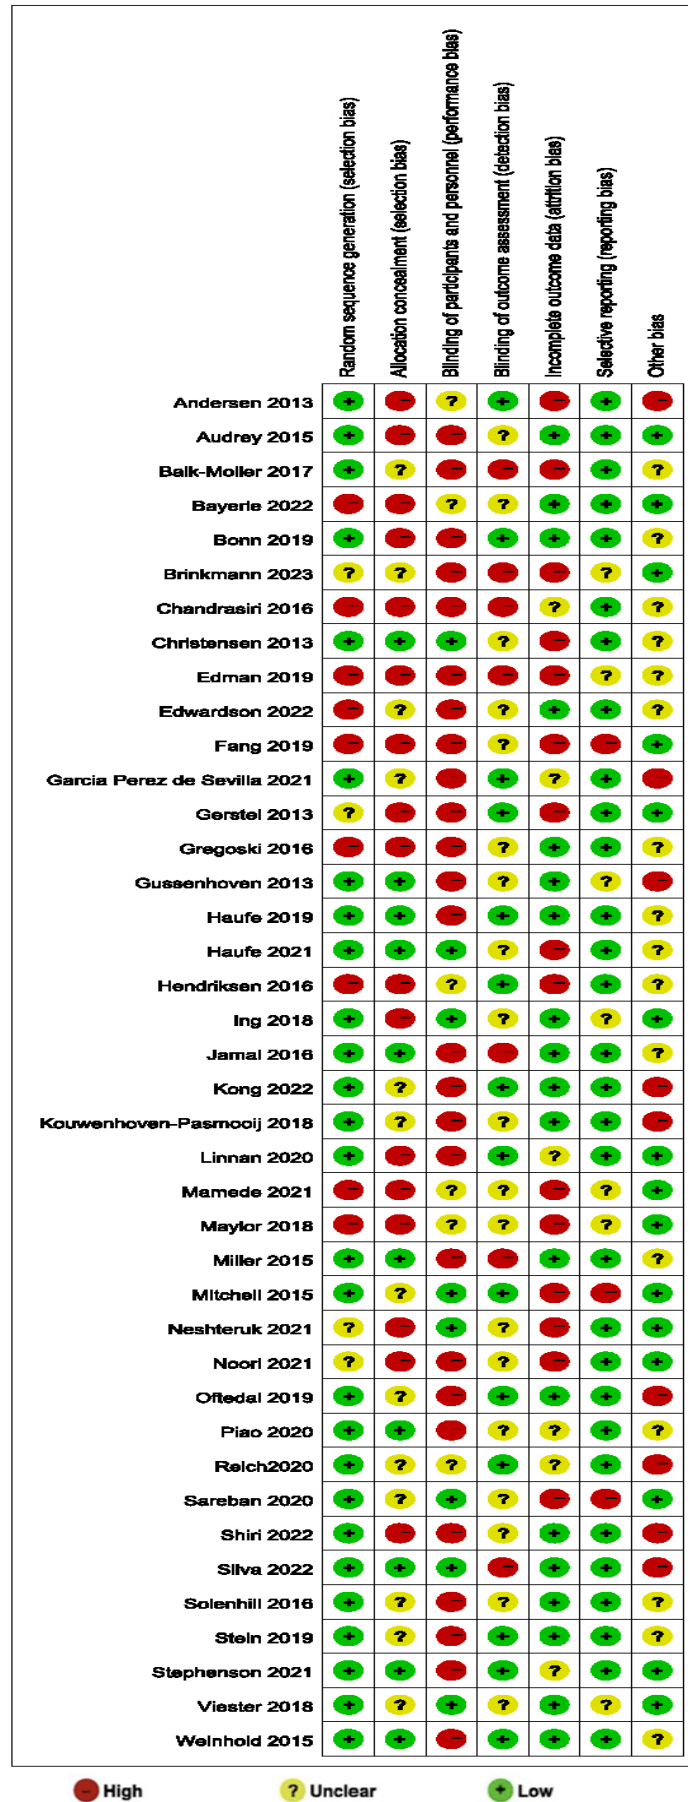 Random sequence generation (selection bias)
Allocation concealment (selection bias)
Blinding of participants and personnel (performance bias)
Blinding of outcome assessment (detection bias)
Incomplete outcome data (attrition bias)
Selective reporting (reporting bias)
Other bias
Andersen 2013 + - ? + - + -
Audrey 2015 + - - ? + + +
Balk-Moller 2017 + ? - - - + ?
Bayerle 2022 - - ? ? + + +
Bonn 2019 + - - + + + ?
Brinkmann 2023 ? ? - - - ? +
Chandrasiri 2016 - - - - ? + ?
Christensen 2013 + + + ? - + ?
Edman 2019 - - - - - ? ?
Edwardson 2022 - ? - ? + + ?
Fang 2019 - - - ? - - +
Garcia Perez de Sevilla 2021 + ? - + ? + -
Gerstel 2013 ? - - + - + +
Gregoski 2016 - - - ? + + ?
Gussenhoven 2013 + + - ? + ? -
Haufe 2019 + + - + + + ?
Haufe 2021 + + + ? - + ?
Hendriksen 2016 - - ? + - + ?
Ing 2018 + - + ? + ? +
Jamal 2016 + + - - + + ?
Kong 2022 + ? - + + + -
Kouwenhoven-Pasmooij 2018 + ? - ? + + -
Linnan 2020 + - - + ? + +
Mamede 2021 - - ? ? - ? +
Maylor 2018 - - ? ? - ? +
Miller 2015 + + - - + + ?
Mitchell 2015 + ? + + - - +
Neshteruk 2021 ? - + ? - + +
Noori 2021 ? - - ? - + +
Oftedal 2019 + ? - + + + -
Piao 2020 + + - ? ? + ?
Reich2020 + ? ? + ? + -
Sareban 2020 + ? + ? - - +
Shiri 2022 + - - ? + + -
Silva 2022 + + + - + + -
Solenhill 2016 + ? - ? + + ?
Stein 2019 + ? - + + + ?
Stephenson 2021 + + - + ? + +
Viester 2018 + ? + ? + ? +
Weinhold 2015 + + - + + + ?
- High ? Unclear + Low